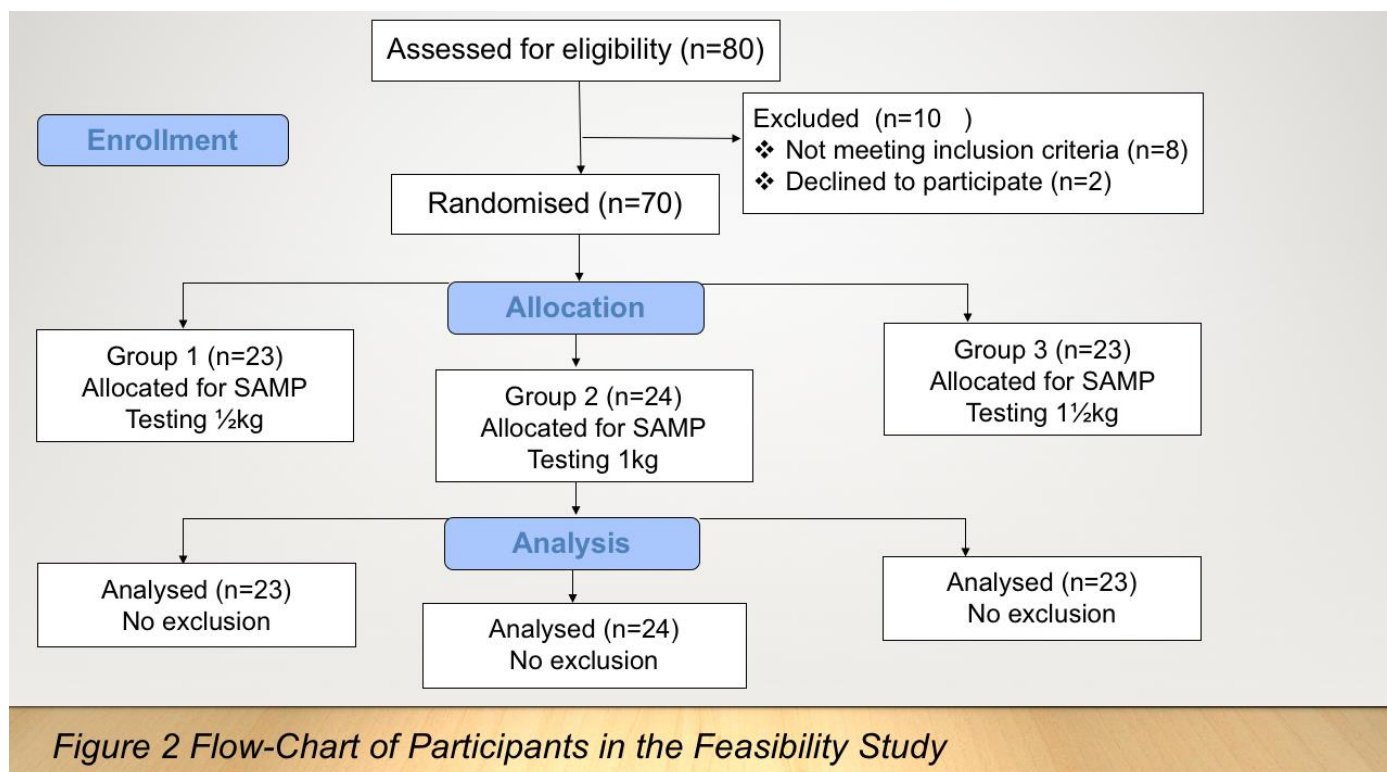 Assessed for eligibility (n=80)
Enrollment
Excluded  (n=10   )
❖ Not meeting inclusion criteria (n=8)
❖ Declined to participate (n=2)
Randomised (n=70)
Allocation
Group 1 (n=23)
Allocated for SAMP
Testing ½kg
Group 2 (n=24)
Allocated for SAMP
Testing 1kg
Group 3 (n=23)
Allocated for SAMP
Testing 1½kg
Analysis
Analysed (n=23)
No exclusion
Analysed (n=24)
No exclusion
Analysed (n=23)
No exclusion
Figure 2 Flow-Chart of Participants in the Feasibility Study